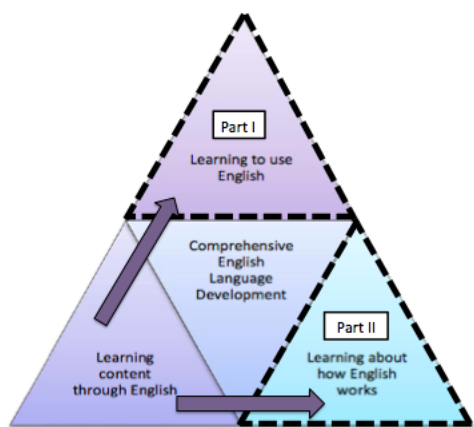 Part I
Learning to use
English
Comprehensive
English
Language
Development
Learning
content
through English
Part II
Learning about
how English
works